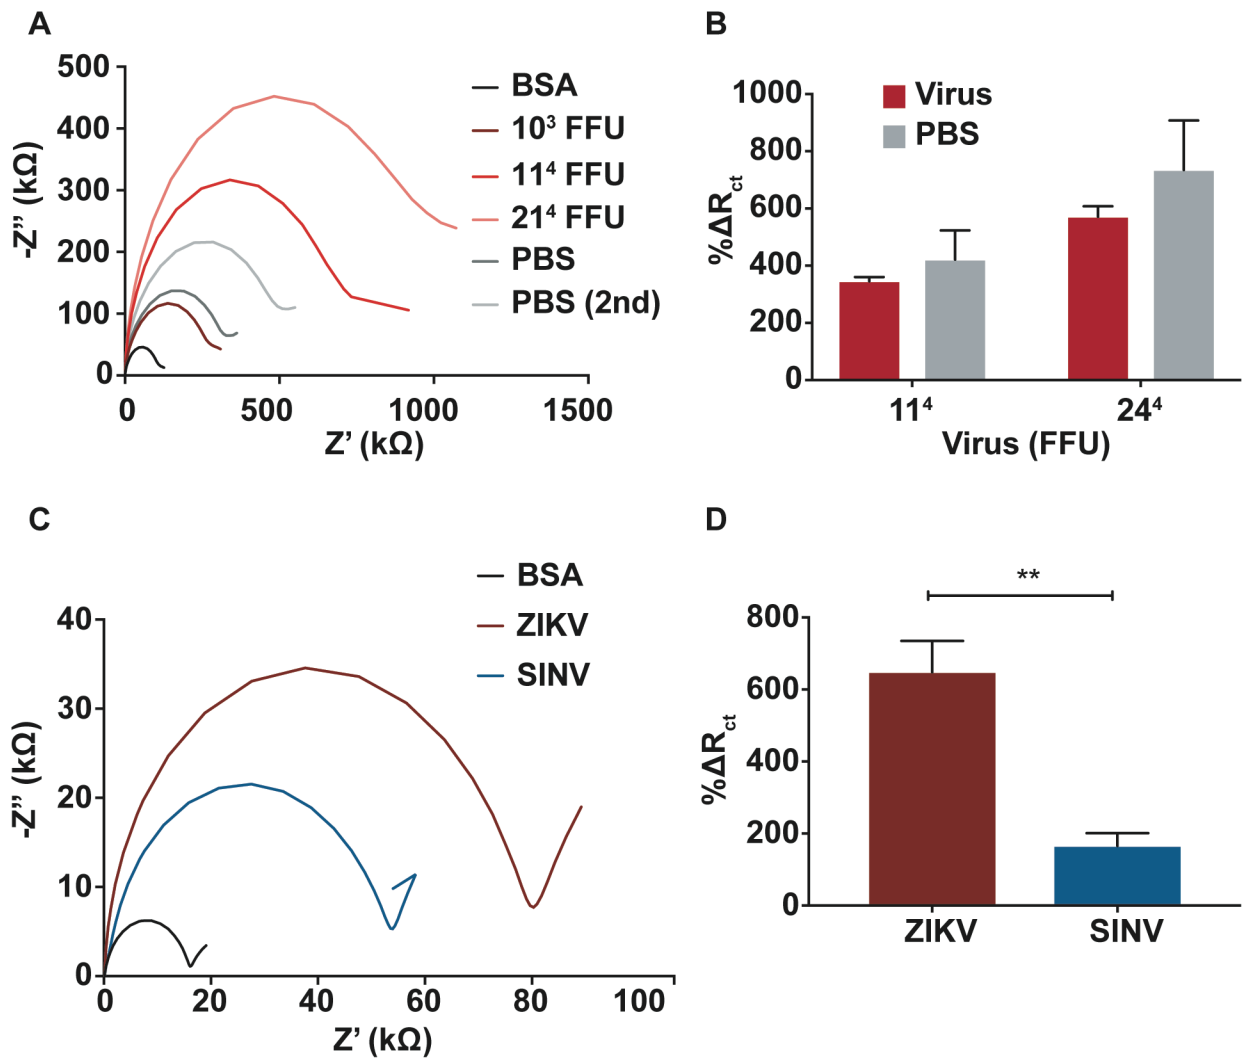 A
500
400
300
200
100
0
-Z’’ (kΩ)
0
500
1000
1500
Z’ (kΩ)
BSA
10³ FFU
11⁴ FFU
21⁴ FFU
PBS
PBS (2nd)
B
1000
800
600
400
200
0
%ΔRct
Virus
PBS
11⁴
24⁴
Virus (FFU)
C
40
30
20
10
0
-Z’’ (kΩ)
0
20
40
60
80
100
Z’ (kΩ)
BSA
ZIKV
SINV
D
**
800
600
400
200
0
%ΔRct
ZIKV
SINV